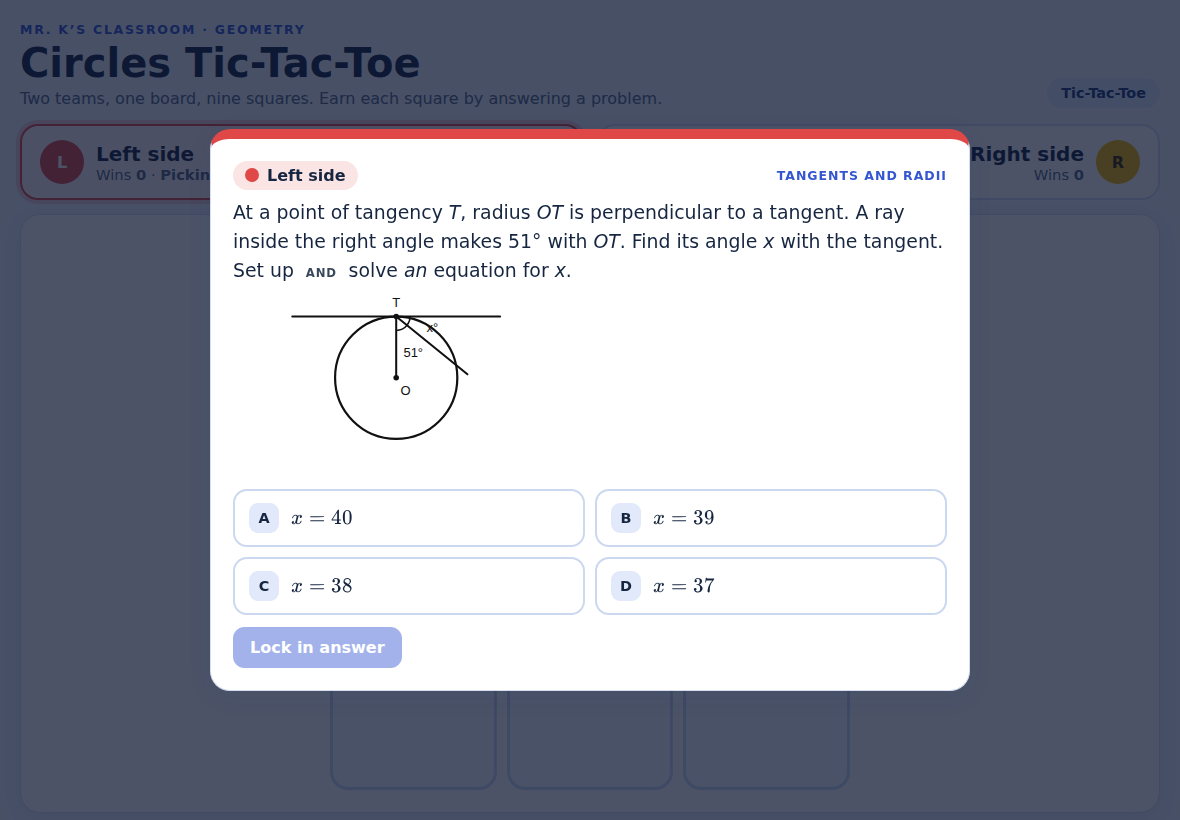 MR. K'S CLASSROOM · GEOMETRY
Circles Tic-Tac-Toe
Two teams, one board, nine squares. Earn each square by answering a problem.
Tic-Tac-Toe
L
Left side
Wins 0 · Pickin
Right side
Wins 0
R
Left side
TANGENTS AND RADII
At a point of tangency T, radius OT is perpendicular to a tangent. A ray
inside the right angle makes 51° with OT. Find its angle x with the tangent.
Set up AND solve an equation for x.
T
x°
51°
O
A x = 40
B x = 39
C x = 38
D x = 37
Lock in answer